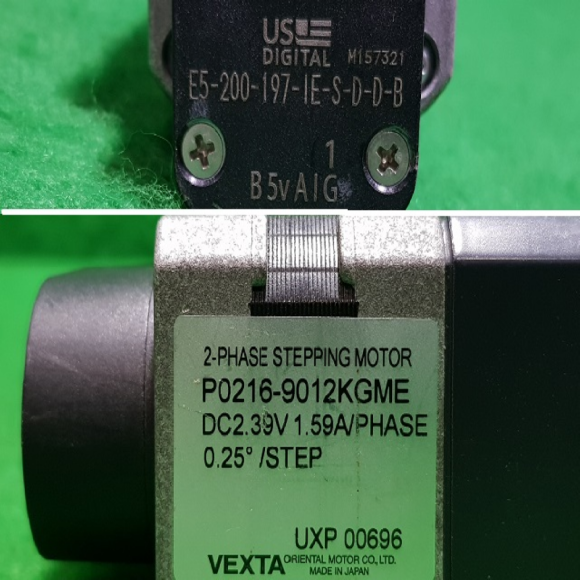 US
DIGITAL M157321
E5-200-197-IE-S-D-D-B
1
B 5v A I G
2-PHASE STEPPING MOTOR
P0216-9012KGME
DC2.39V 1.59A/PHASE
0.25° /STEP
UXP 00696
VEXTA ORIENTAL MOTOR CO., LTD.
MADE IN JAPAN